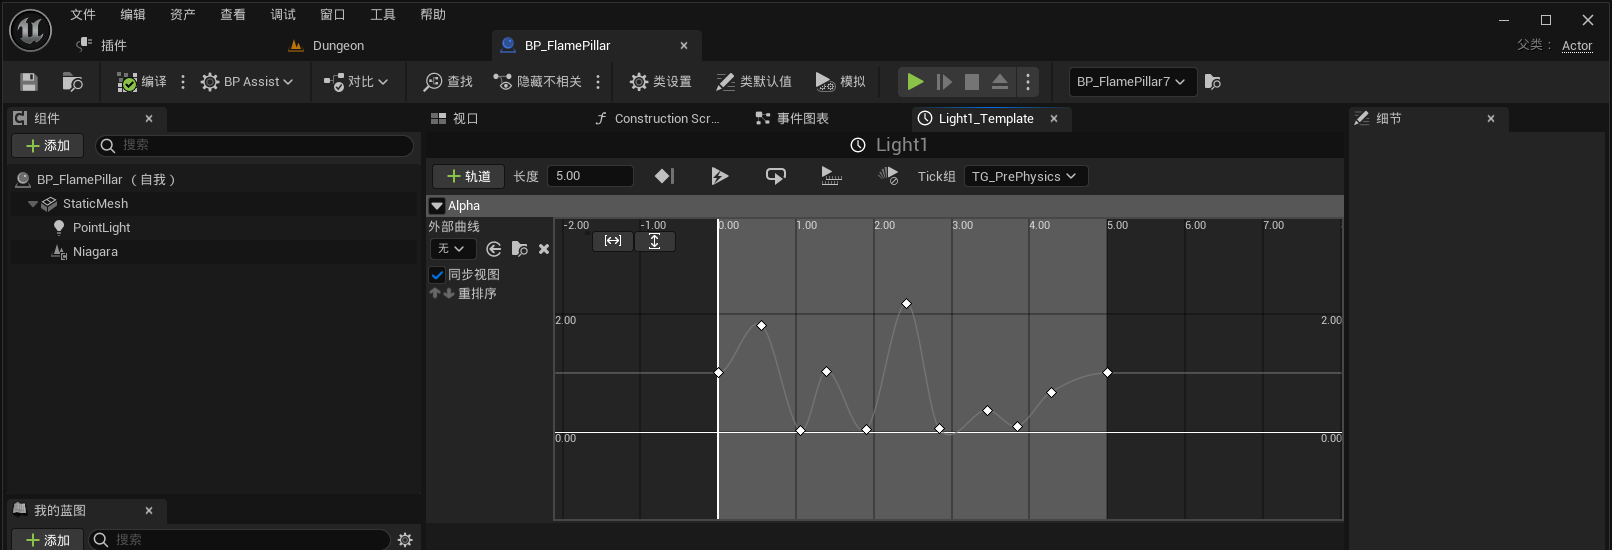 文件 编辑 资产 查看 调试 窗口 工具 帮助
插件 Dungeon BP_FlamePillar 父类： Actor
编译 BP Assist 对比 查找 隐藏不相关 类设置 类默认值 模拟 BP_FlamePillar7
组件 视口 Construction Scr... 事件图表 Light1_Template 细节
添加 搜索 Light1
轨道 长度 5.00 Tick组 TG_PrePhysics
BP_FlamePillar （自我）
StaticMesh
PointLight
Niagara
Alpha
外部曲线
无
同步视图
重排序
-2.00 -1.00 0.00 1.00 2.00 3.00 4.00 5.00 6.00 7.00
2.00 2.00
0.00 0.00
我的蓝图
添加 搜索